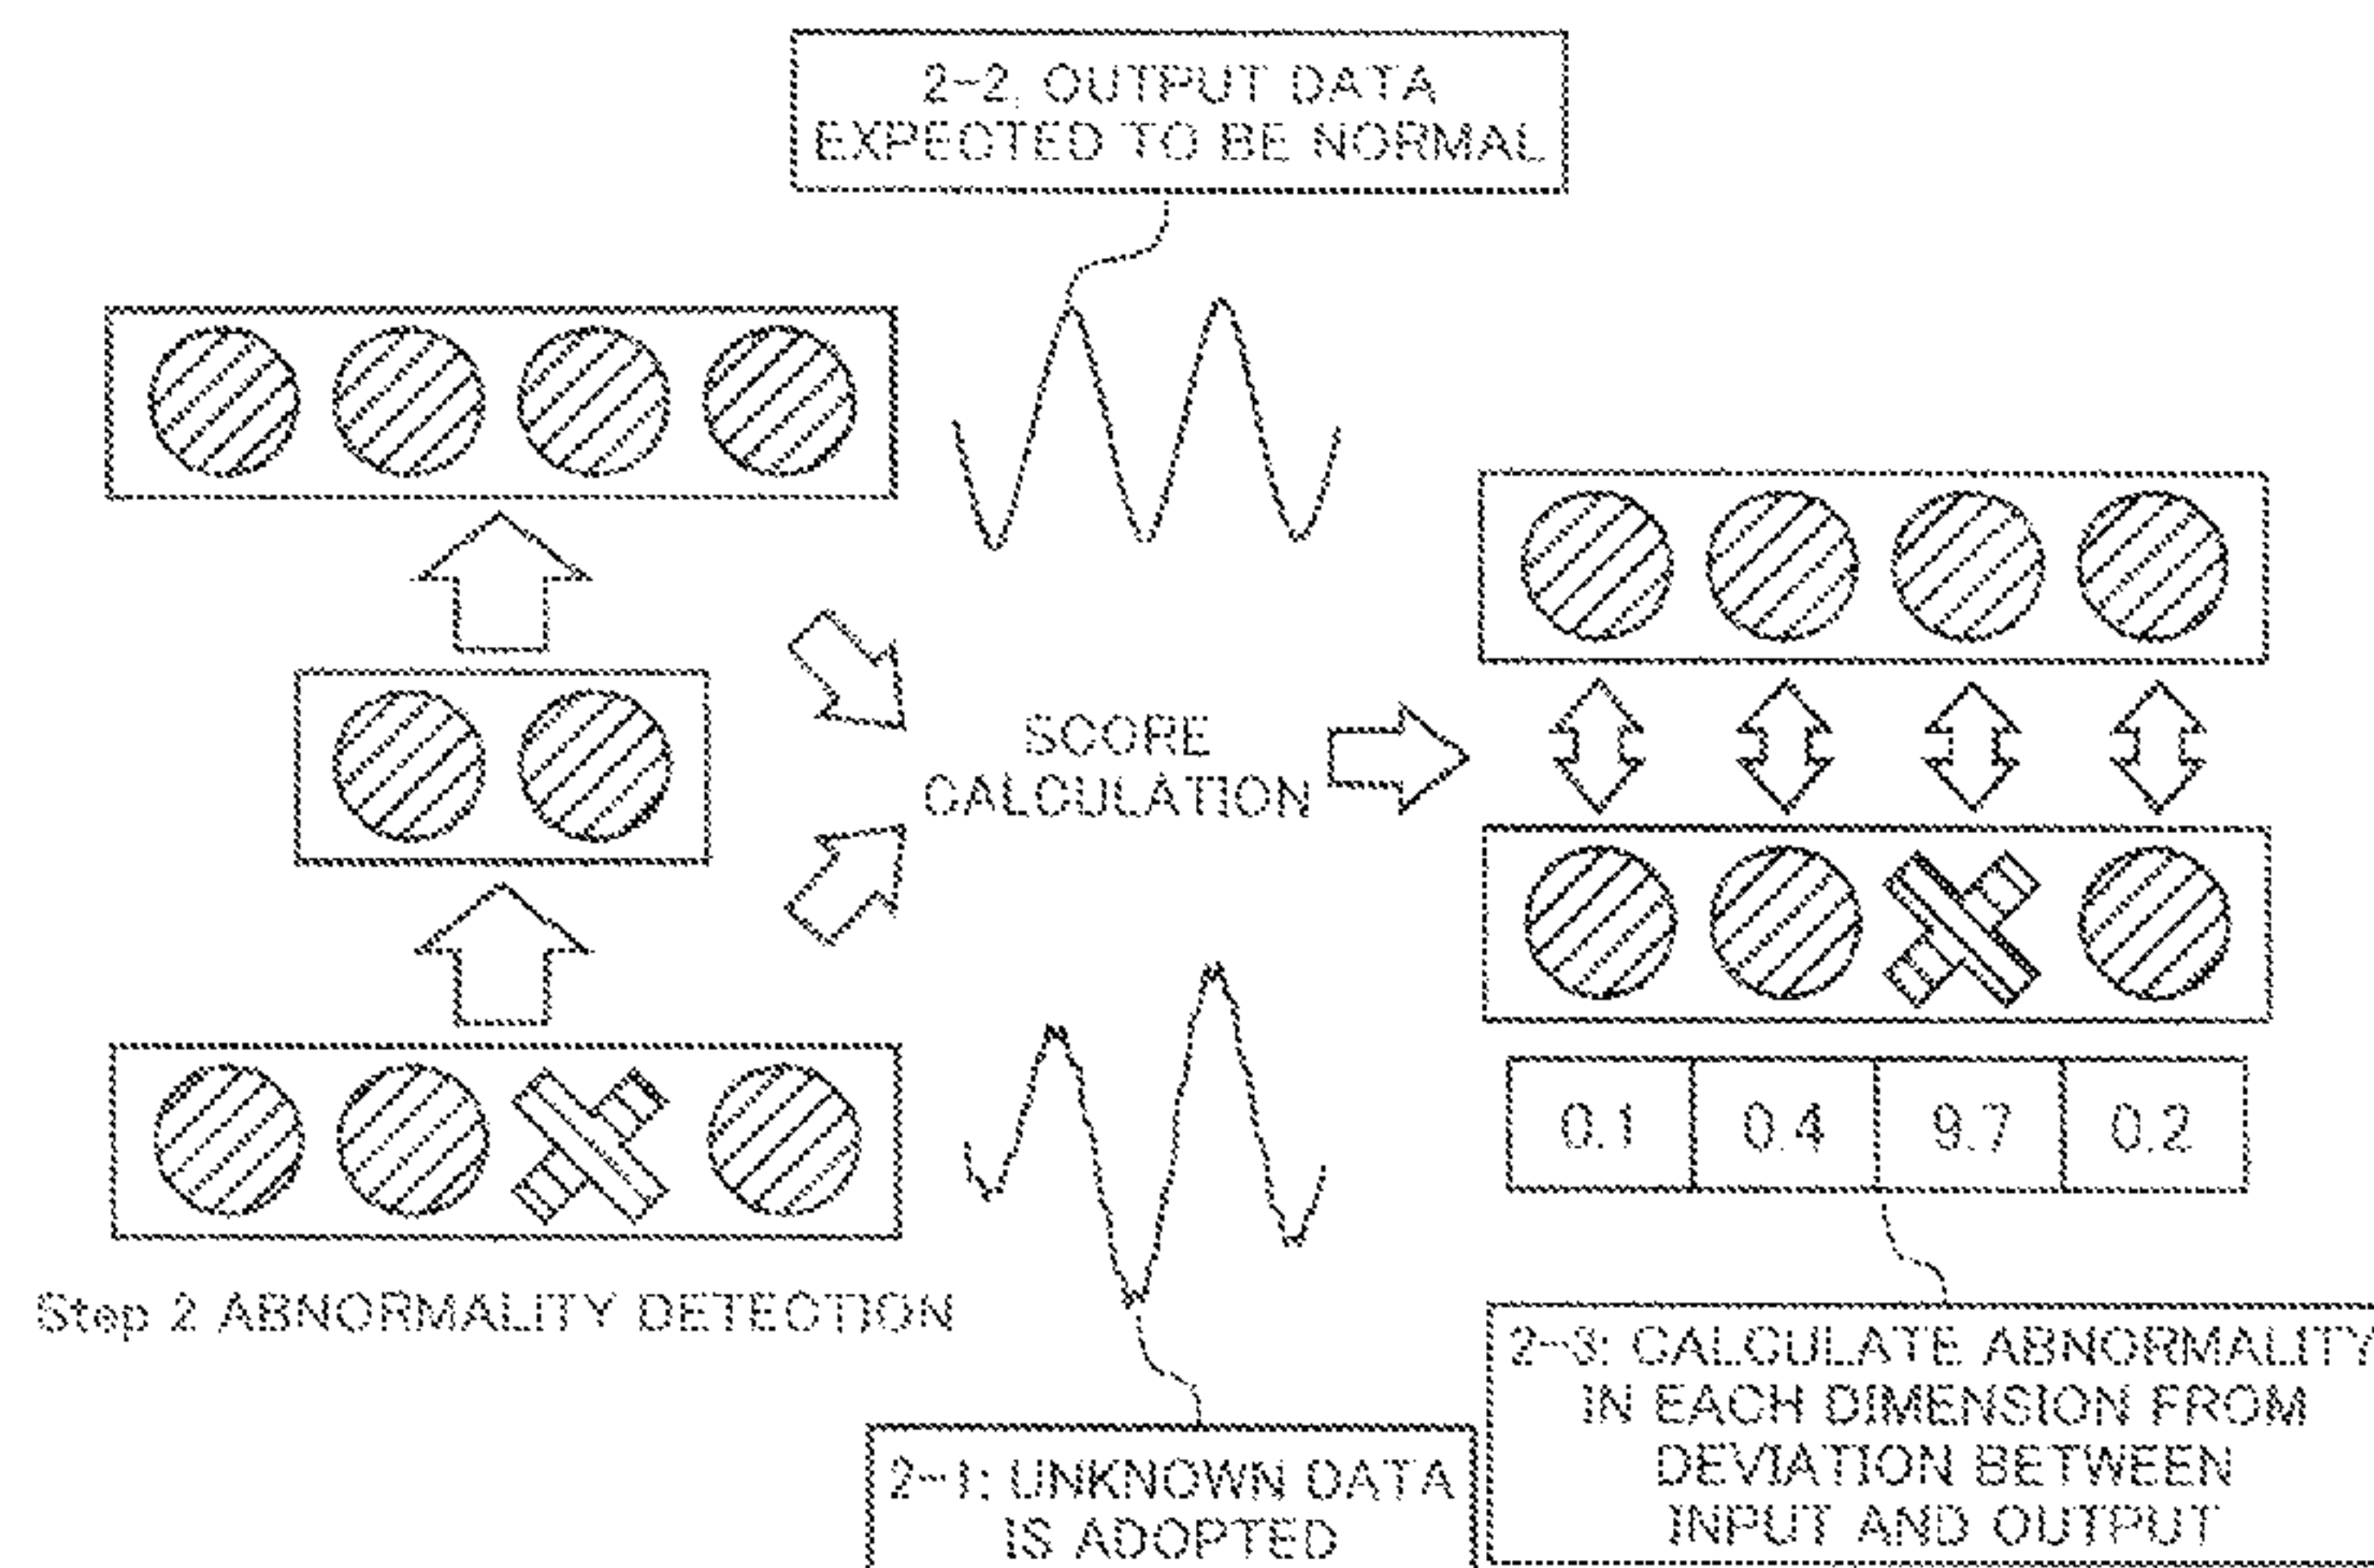 2-2. OUTPUT DATA
EXPECTED TO BE NORMAL
SCORE
CALCULATION
0.1 0.4 9.7 0.2
Step 2 ABNORMALITY DETECTION
2-1: UNKNOWN DATA
IS ADOPTED
2-3: CALCULATE ABNORMALITY
IN EACH DIMENSION FROM
DEVIATION BETWEEN
INPUT AND OUTPUT